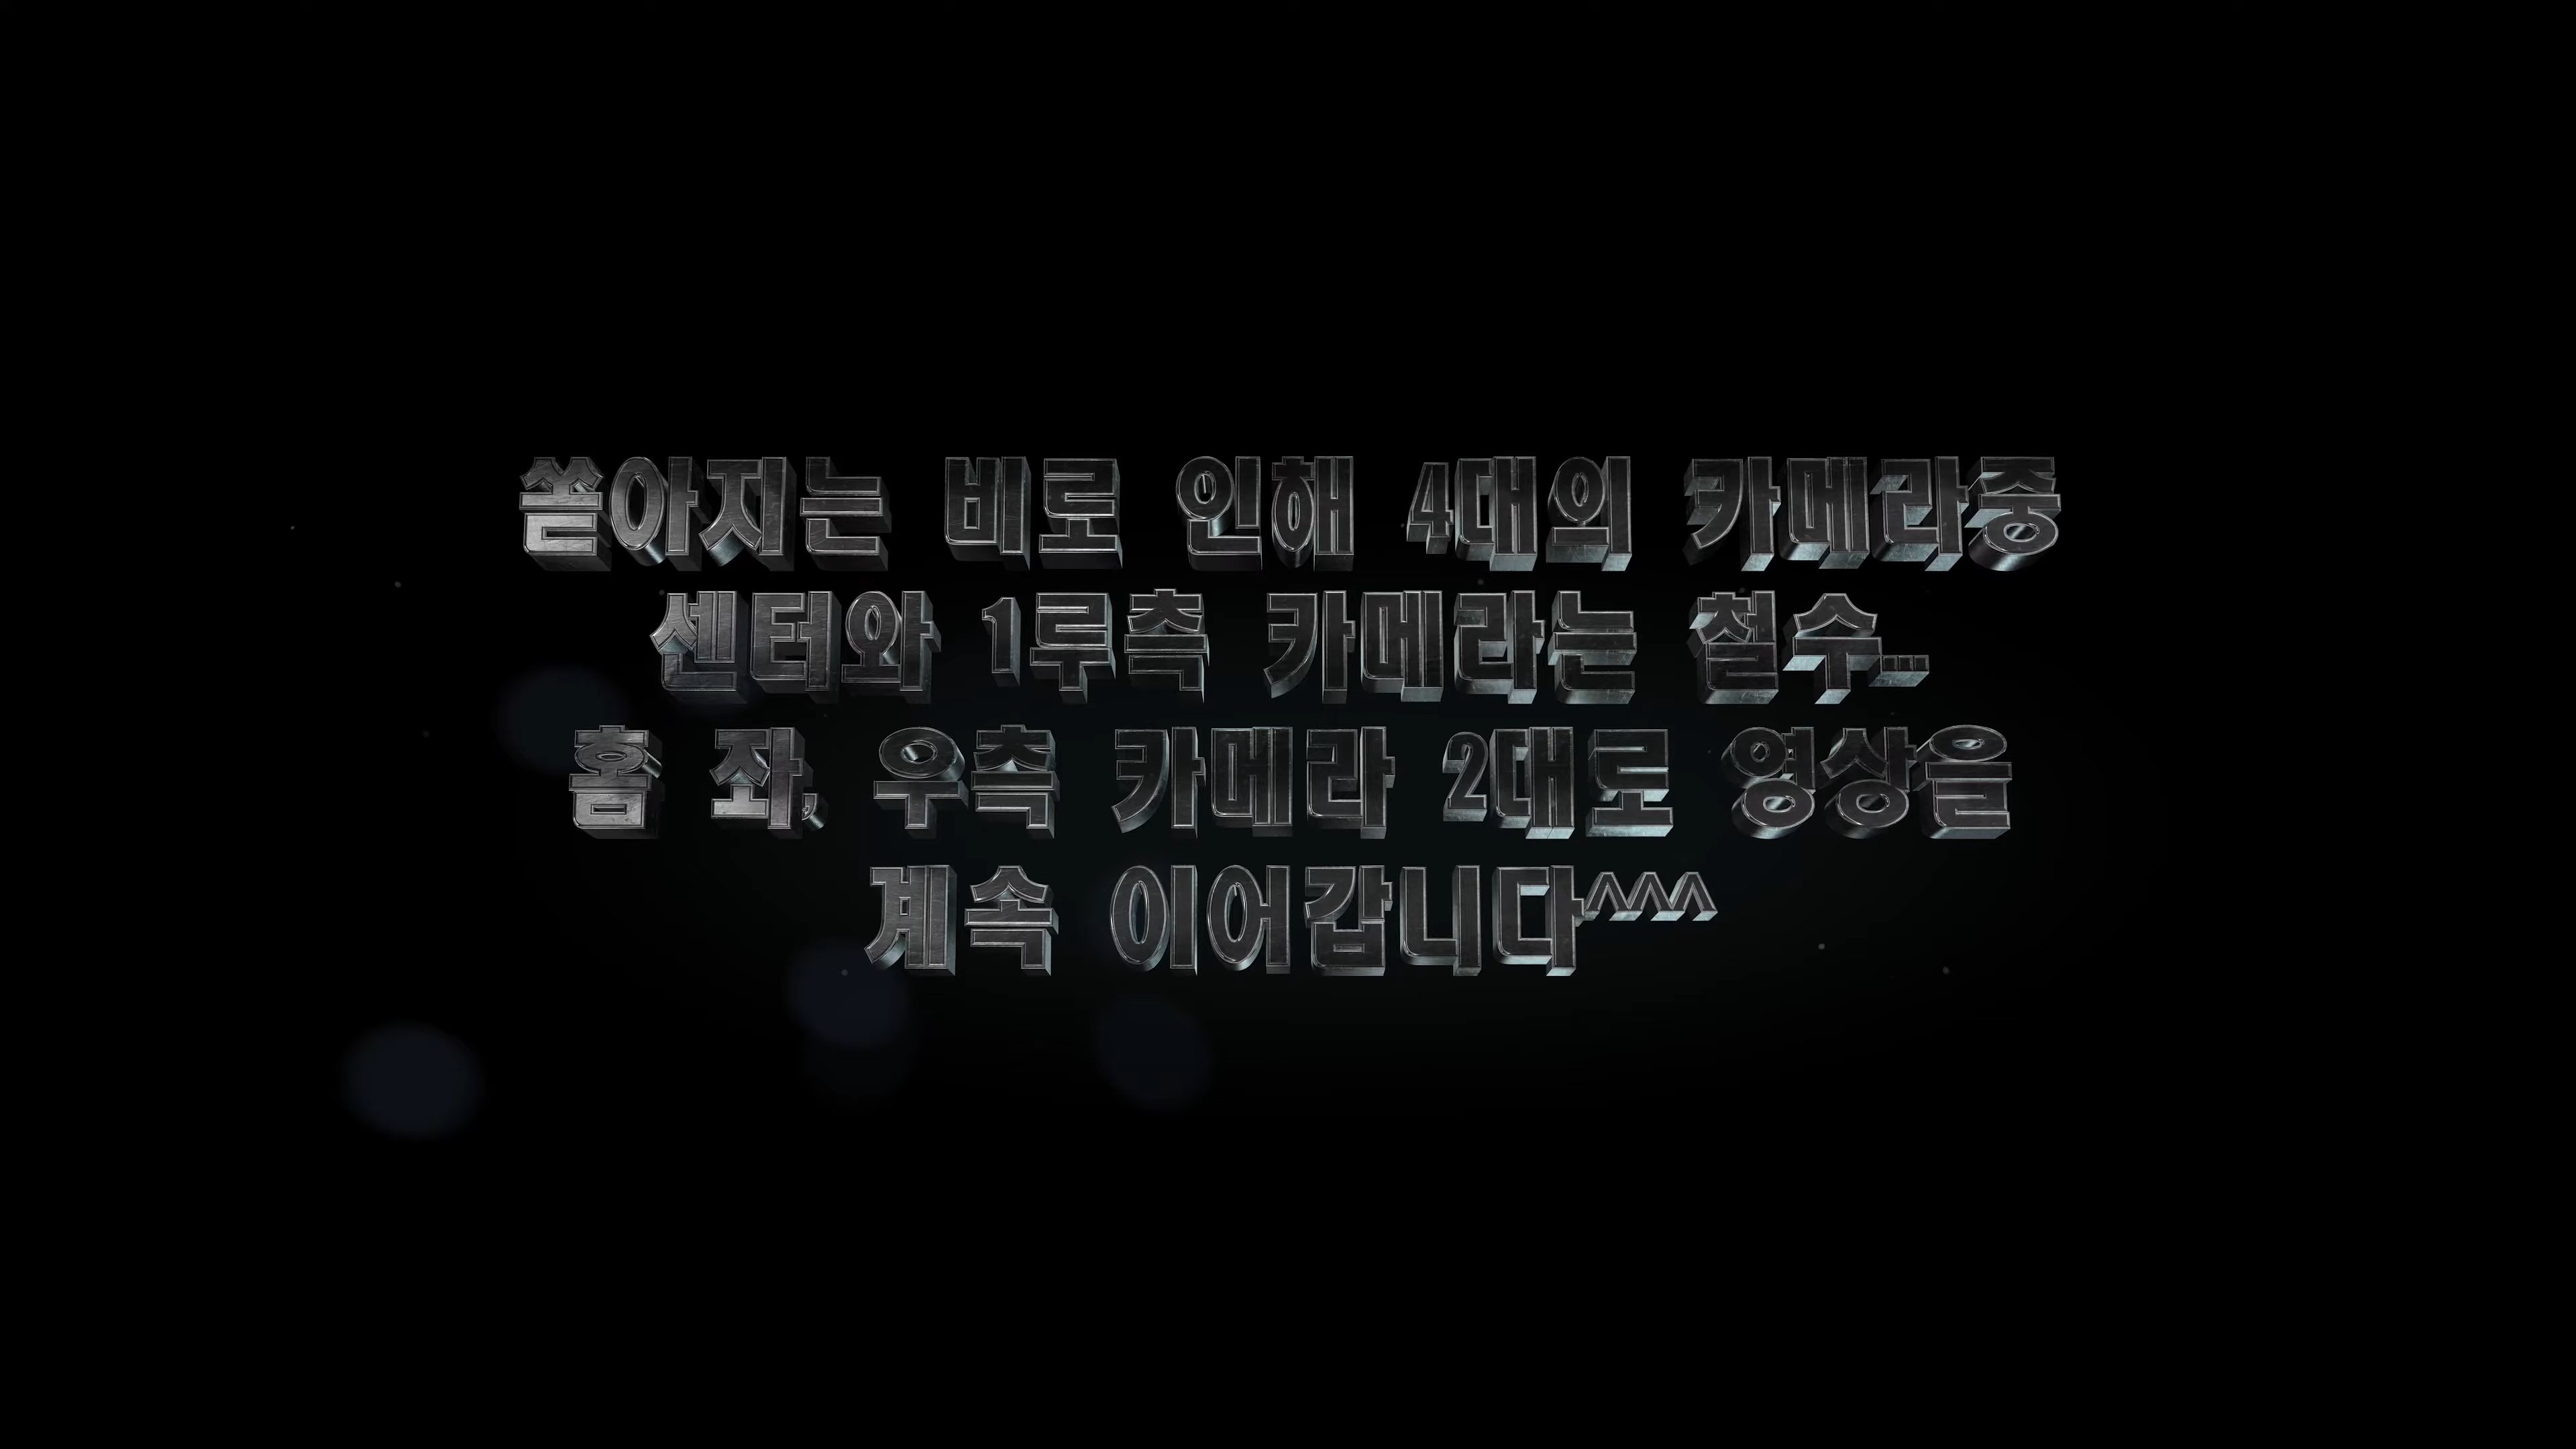 쏟아지는 비로 인해 4대의 카메라중
센터와 1루측 카메라는 철수...
홈 좌, 우측 카메라 2대로 영상을
계속 이어갑니다^^^^